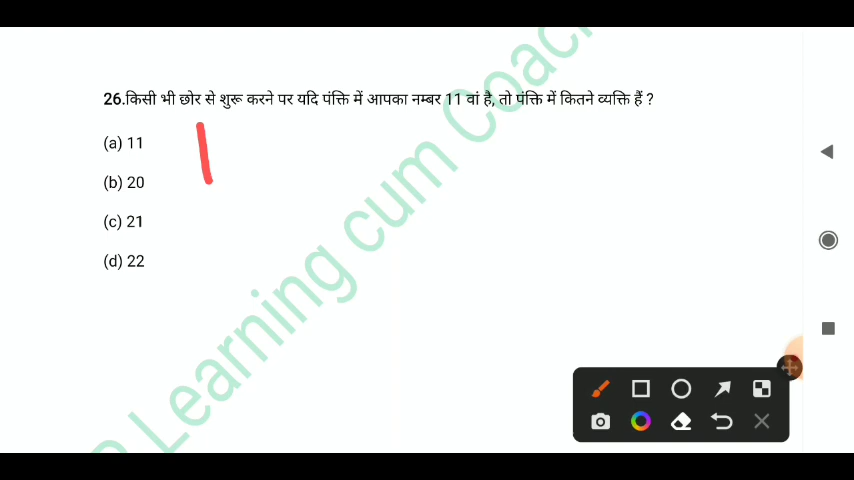 26.किसी भी छोर से शुरू करने पर यदि पंक्ति में आपका नम्बर 11 वां है, तो पंक्ति में कितने व्यक्ति हैं ?
(a) 11
(b) 20
(c) 21
(d) 22
Learning cum Coach